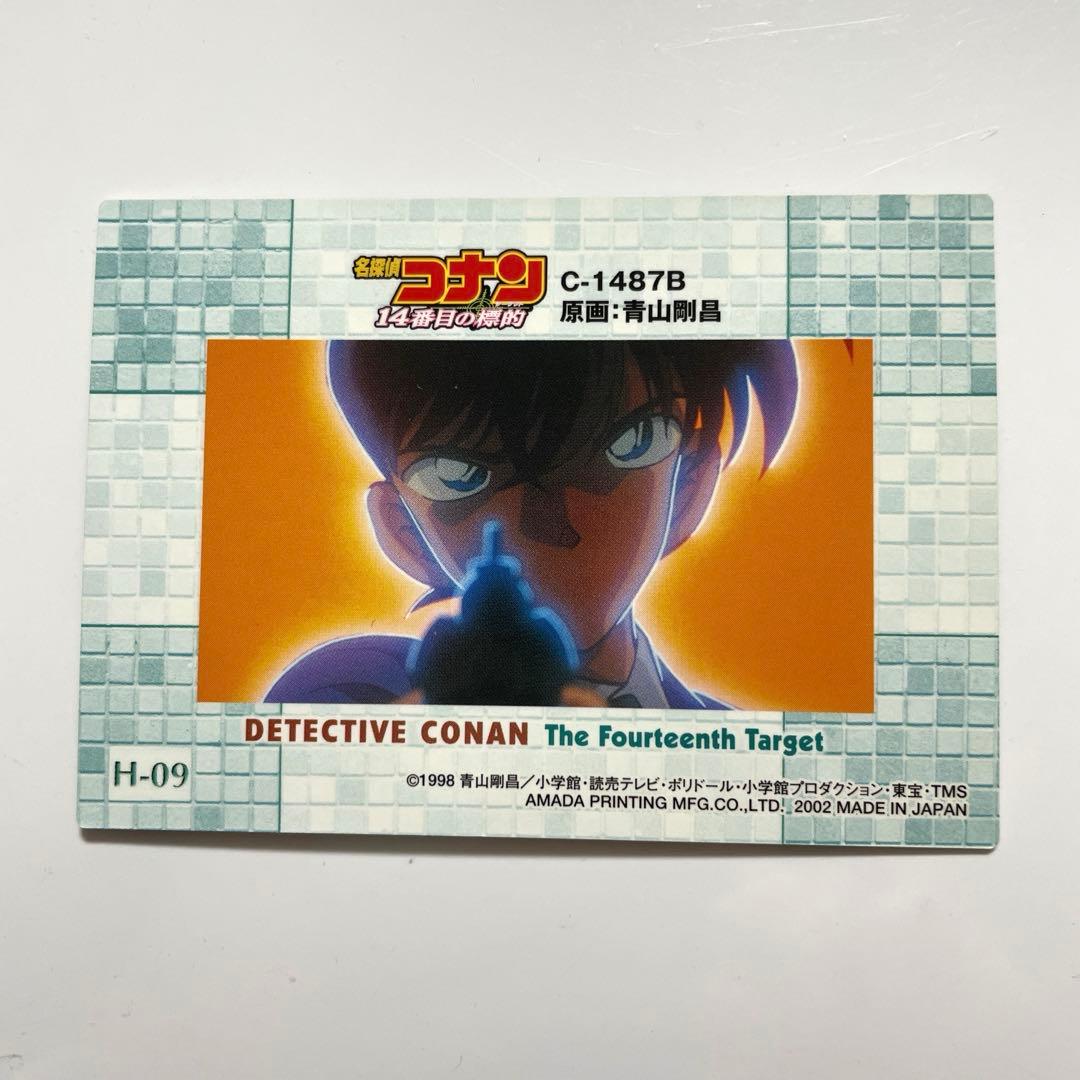 名探偵
コナン
14番目の標的
C-1487B
原画:青山剛昌
DETECTIVE CONAN The Fourteenth Target
H-09
©1998 青山剛昌/小学館・読売テレビ・ポリドール・小学館プロダクション・東宝・TMS
AMADA PRINTING MFG.CO.,LTD. 2002 MADE IN JAPAN